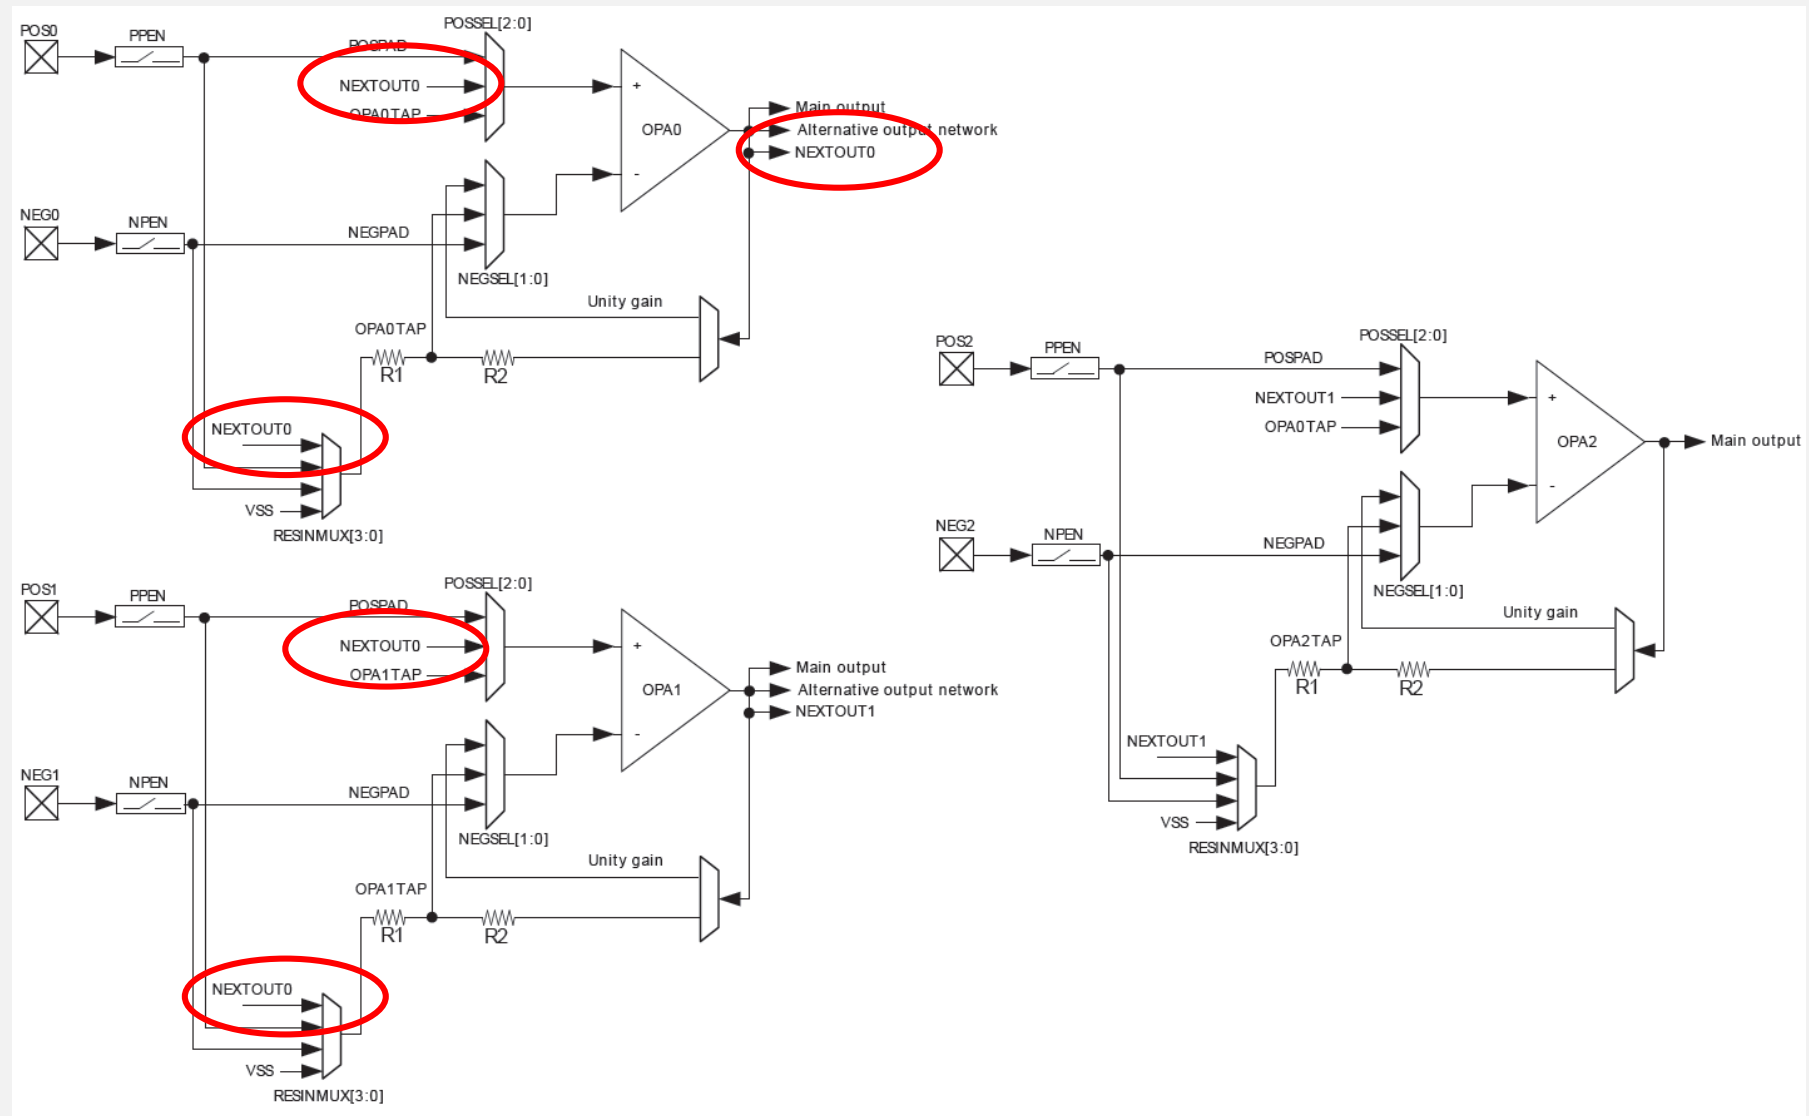 POS0
PPEN
POSPAD
NEXTOUT0
OPA0TAP
POSSEL[2:0]
+
OPA0
-
Main output
Alternative output network
NEXTOUT0
NEG0
NPEN
NEGPAD
NEGSEL[1:0]
Unity gain
OPA0TAP
R1
R2
NEXTOUT0
VSS
RESINMUX[3:0]
POS1
PPEN
POSPAD
NEXTOUT0
OPA1TAP
POSSEL[2:0]
+
OPA1
-
Main output
Alternative output network
NEXTOUT1
NEG1
NPEN
NEGPAD
NEGSEL[1:0]
Unity gain
OPA1TAP
R1
R2
NEXTOUT0
VSS
RESINMUX[3:0]
POS2
PPEN
POSPAD
NEXTOUT1
OPA0TAP
POSSEL[2:0]
+
OPA2
-
Main output
NEG2
NPEN
NEGPAD
NEGSEL[1:0]
Unity gain
OPA2TAP
R1
R2
NEXTOUT1
VSS
RESINMUX[3:0]